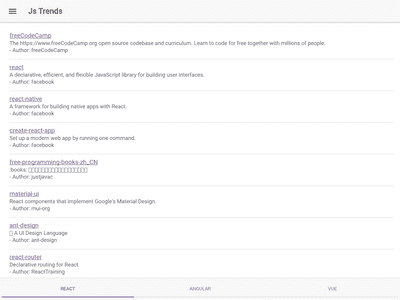 Js Trends
freeCodeCamp
The https://www.freeCodeCamp.org open source codebase and curriculum. Learn to code for free together with millions of people.
- Author: freeCodeCamp
react
A declarative, efficient, and flexible JavaScript library for building user interfaces.
- Author: facebook
react-native
A framework for building native apps with React.
- Author: facebook
create-react-app
Set up a modern web app by running one command.
- Author: facebook
free-programming-books-zh_CN
:books:
- Author: justjavac
material-ui
React components that implement Google's Material Design.
- Author: mui-org
ant-design
A UI Design Language
- Author: ant-design
react-router
Declarative routing for React
- Author: ReactTraining
REACT ANGULAR VUE